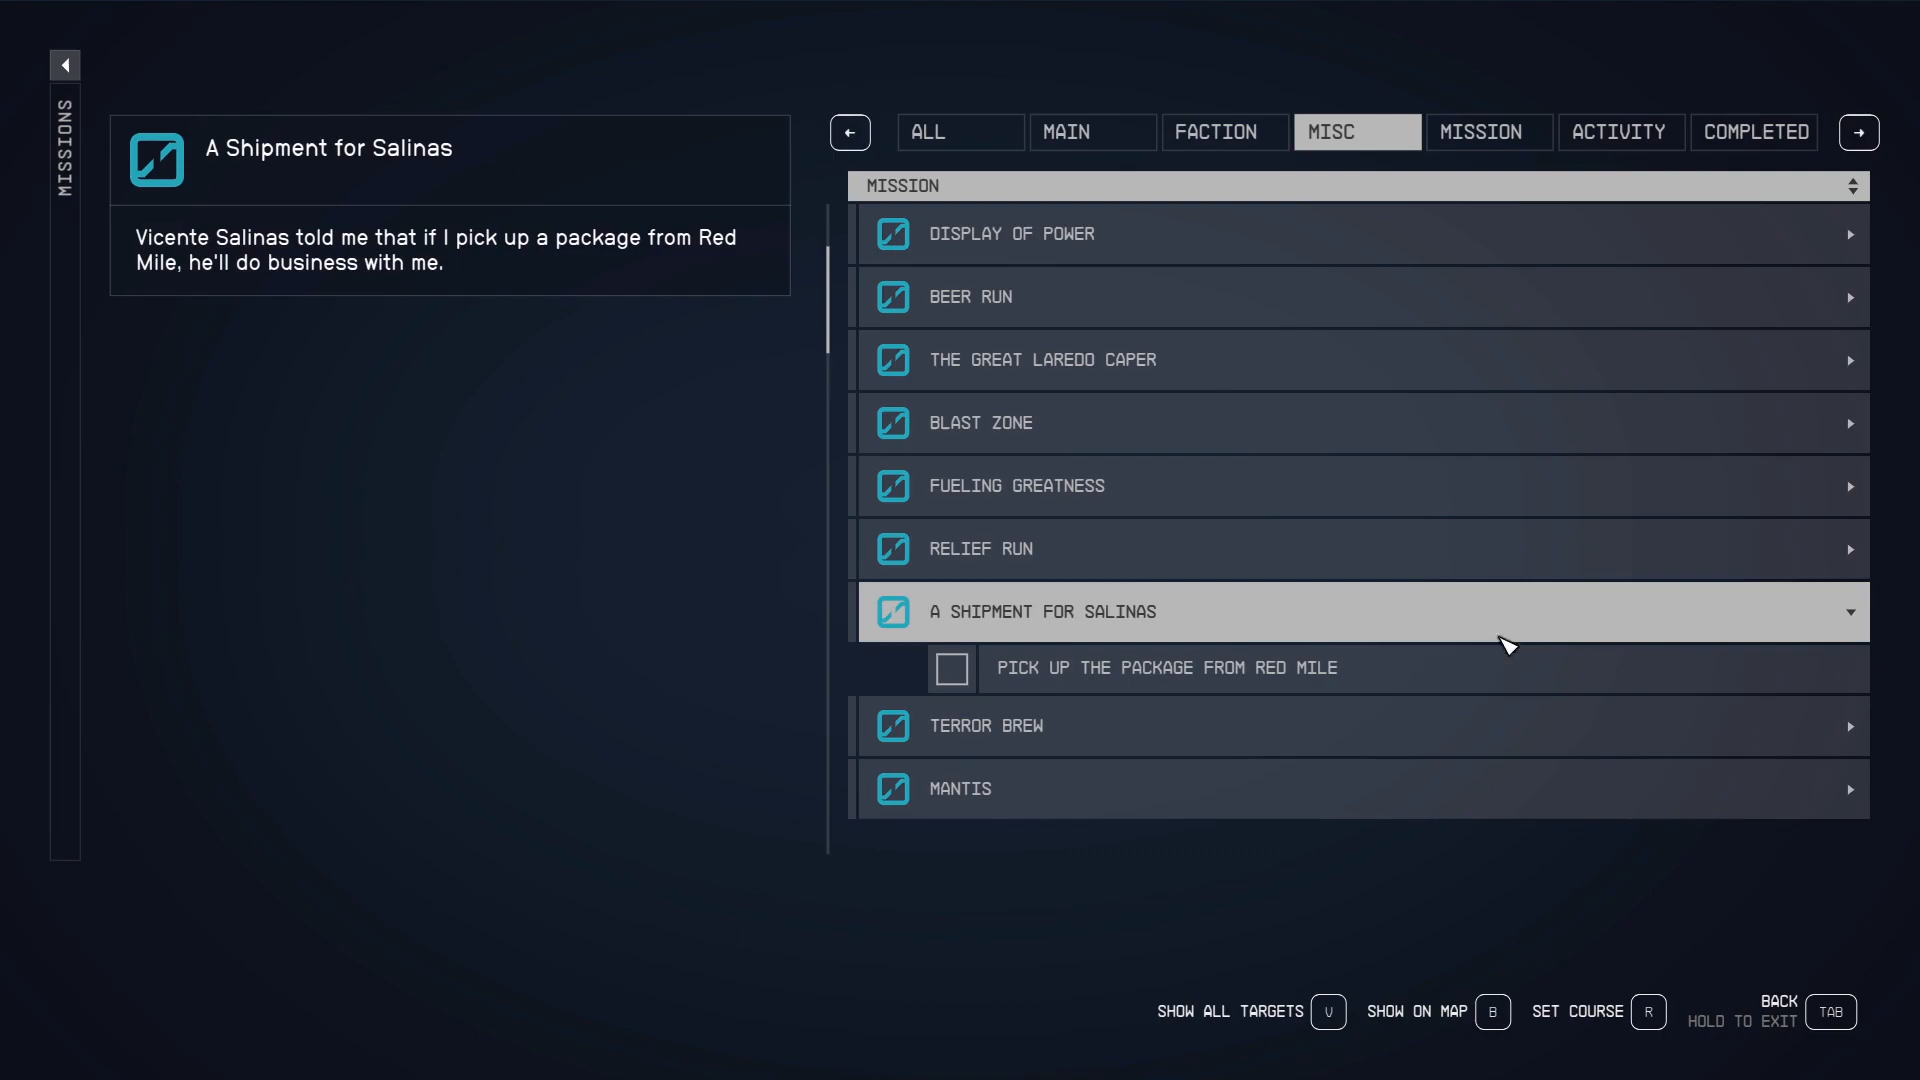 MISSIONS
A Shipment for Salinas
Vicente Salinas told me that if I pick up a package from Red
Mile, he'll do business with me.
ALL MAIN FACTION MISC MISSION ACTIVITY COMPLETED
MISSION
DISPLAY OF POWER
BEER RUN
THE GREAT LAREDO CAPER
BLAST ZONE
FUELING GREATNESS
RELIEF RUN
A SHIPMENT FOR SALINAS
PICK UP THE PACKAGE FROM RED MILE
TERROR BREW
MANTIS
SHOW ALL TARGETS V SHOW ON MAP B SET COURSE R BACK TAB
HOLD TO EXIT